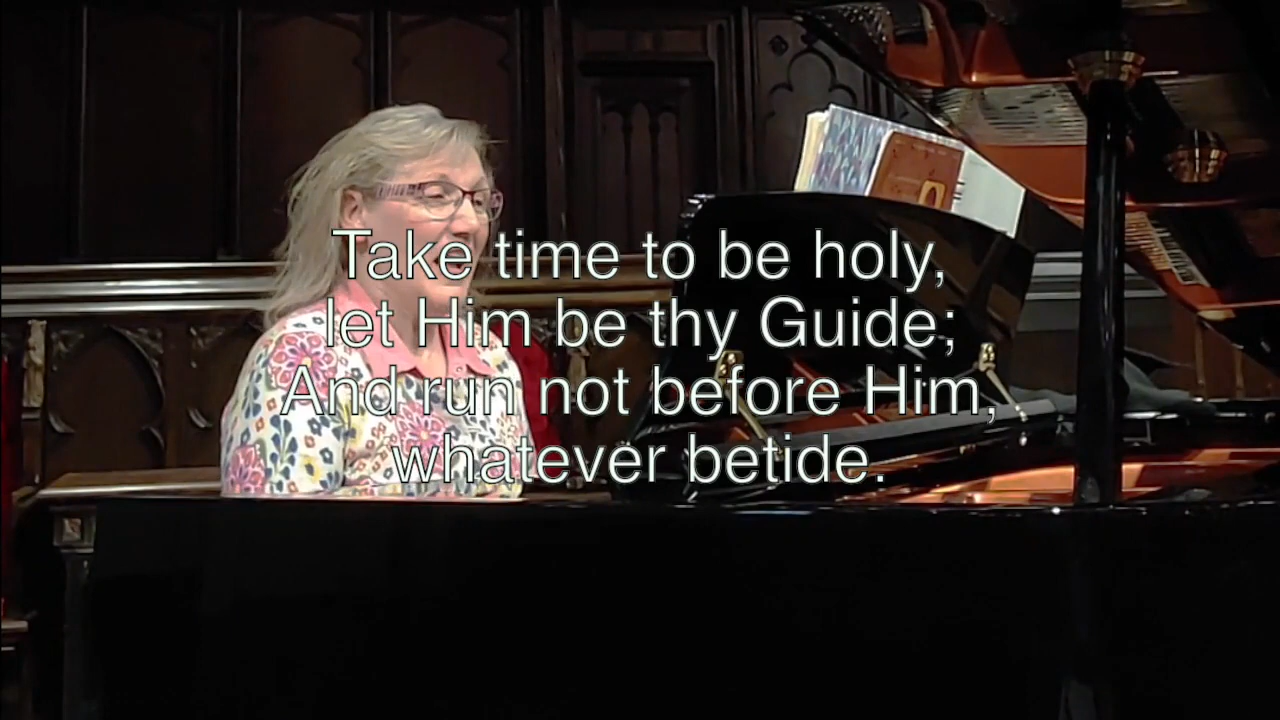 Take time to be holy,
let Him be thy Guide;
And run not before Him,
whatever betide.